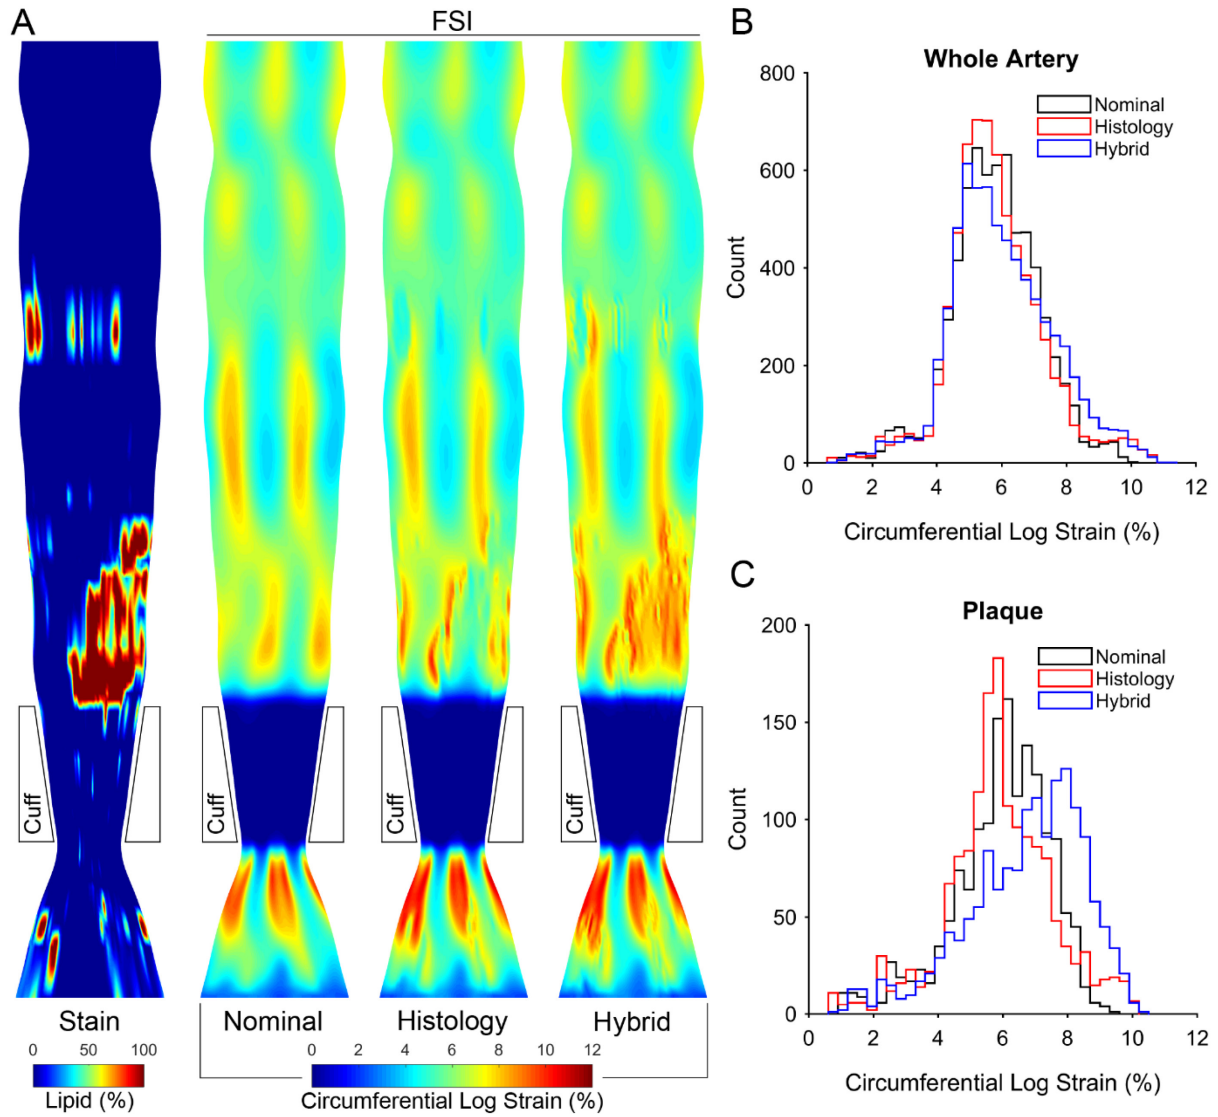 A
FSI
Cuff
Cuff
Cuff
Cuff
Stain
Nominal
Histology
Hybrid
0 50 100
Lipid (%)
0 2 4 6 8 10 12
Circumferential Log Strain (%)
B
Whole Artery
800
600
400
200
0
Count
Nominal
Histology
Hybrid
0 2 4 6 8 10 12
Circumferential Log Strain (%)
C
Plaque
200
150
100
50
0
Count
Nominal
Histology
Hybrid
0 2 4 6 8 10 12
Circumferential Log Strain (%)